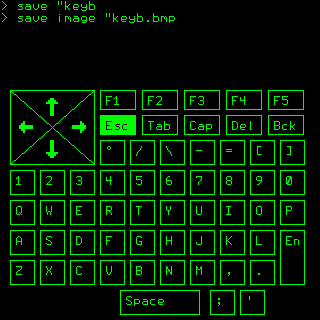 > save "keyb
> save image "keyb.bmp
F1 F2 F3 F4 F5
Esc Tab Cap Del Bck
° / \ - = [ ]
1 2 3 4 5 6 7 8 9 0
Q W E R T Y U I O P
A S D F G H J K L En
Z X C V B N M , .
Space ; '